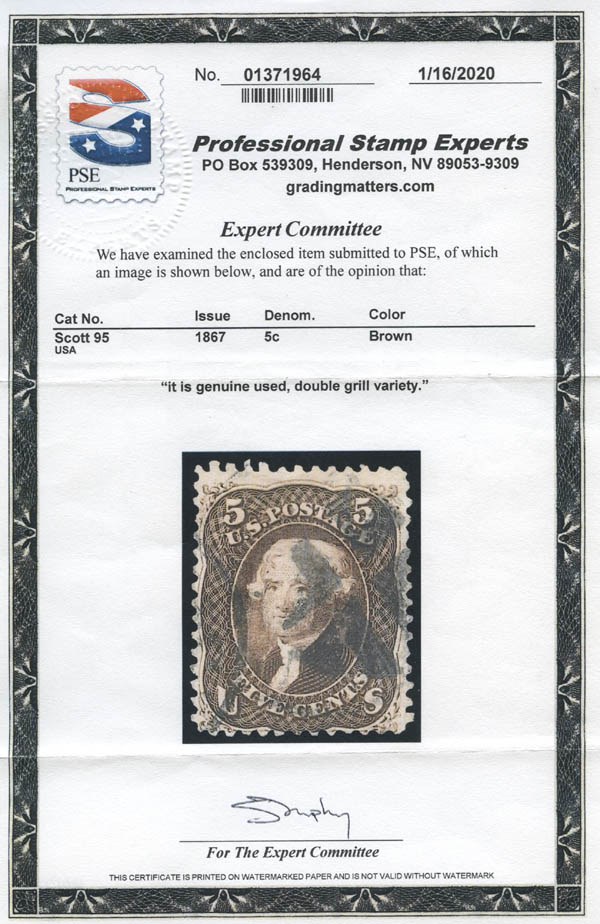 No. 01371964 1/16/2020
PSE
PROFESSIONAL STAMP EXPERTS
Professional Stamp Experts
PO Box 539309, Henderson, NV 89053-9309
gradingmatters.com
Expert Committee
We have examined the enclosed item submitted to PSE, of which
an image is shown below, and are of the opinion that:
Cat No. Issue Denom. Color
Scott 95 1867 5c Brown
USA
“it is genuine used, double grill variety.”
5 5
U.S. POSTAGE
FIVE CENTS
U S
For The Expert Committee
THIS CERTIFICATE IS PRINTED ON WATERMARKED PAPER AND IS NOT VALID WITHOUT WATERMARK